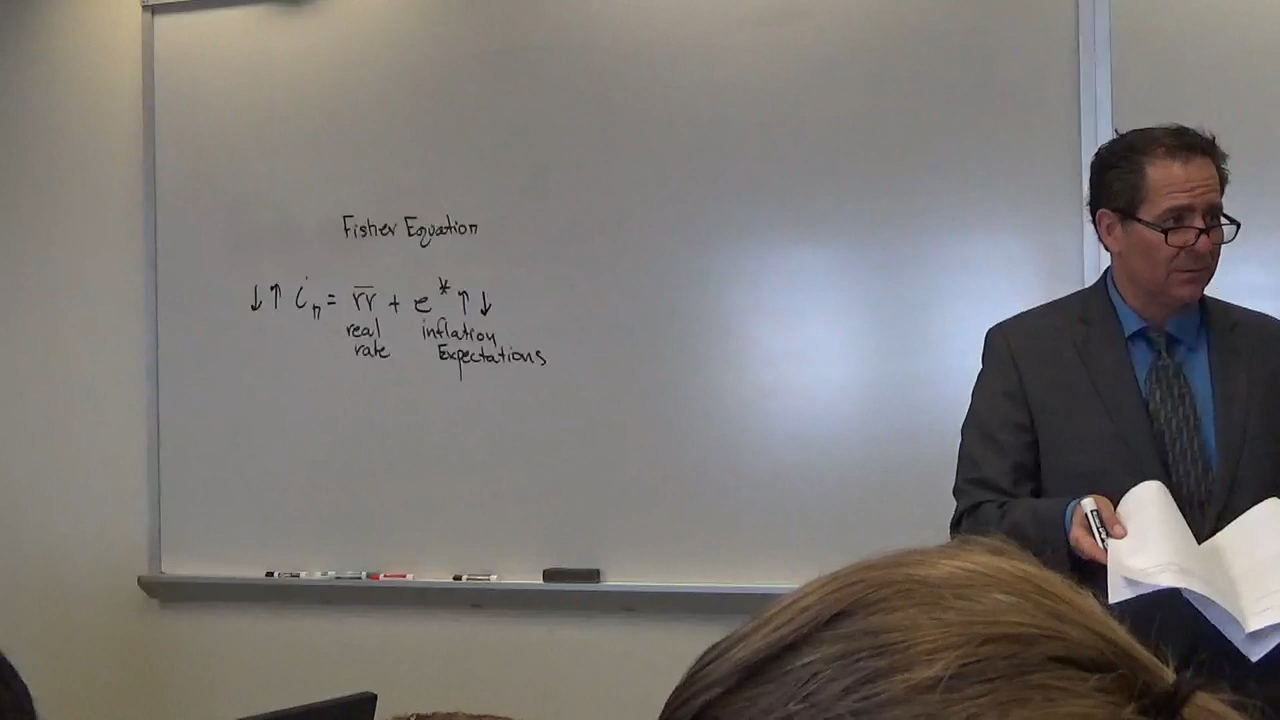 Fisher Equation
↓↑ iₙ = r̅r̅ + e* ↑↓
real inflation
rate Expectations